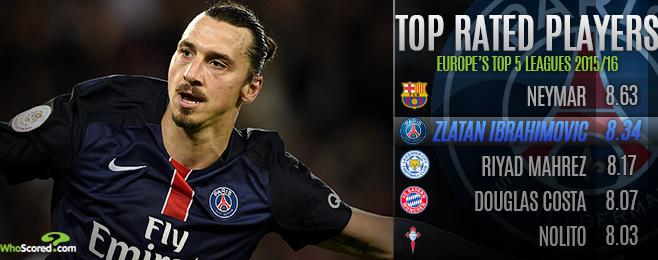 TOP RATED PLAYERS
EUROPE'S TOP 5 LEAGUES 2015/16
NEYMAR 8.63
ZLATAN IBRAHIMOVIC 8.34
RIYAD MAHREZ 8.17
DOUGLAS COSTA 8.07
NOLITO 8.03
PARIS
Fly
Emirates
WhoScored.com